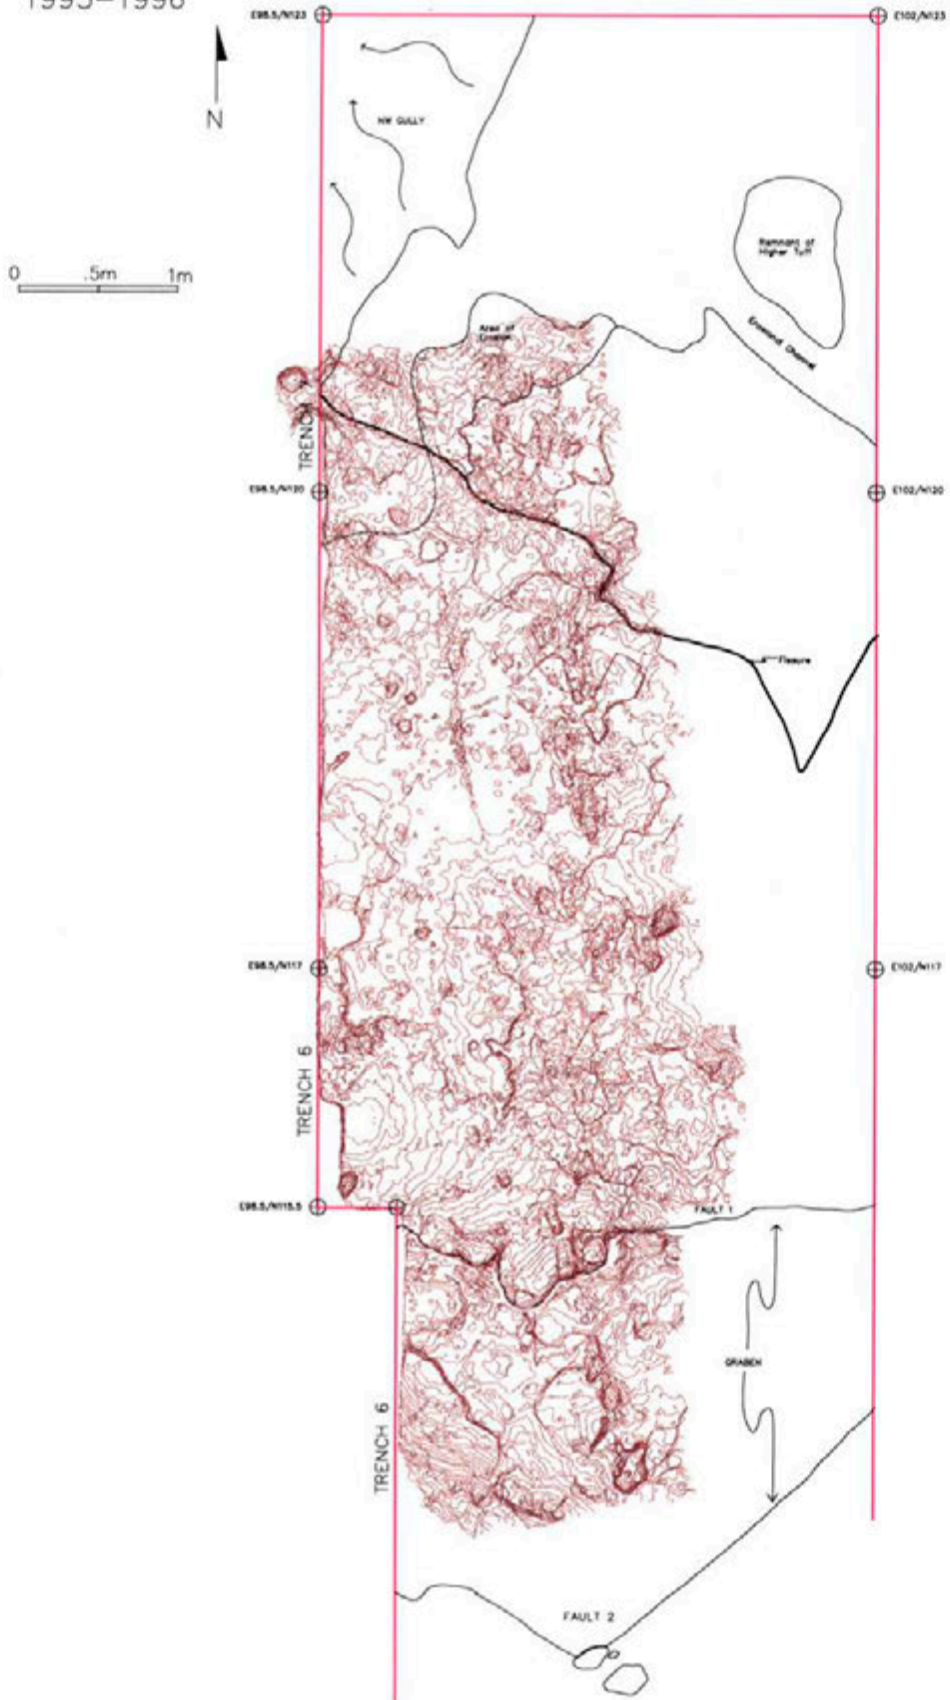 1995–1996
E98.5/N123
E102/N123
N
NW GULLY
Remnant of
Higher Tuff
0 .5m 1m
Erosional Channel
Area of
Erosion
TRENCH
E98.5/N120
E102/N120
Fissure
E98.5/N117
E102/N117
TRENCH 6
E98.5/N115.5
FAULT 1
GRABEN
TRENCH 6
FAULT 2